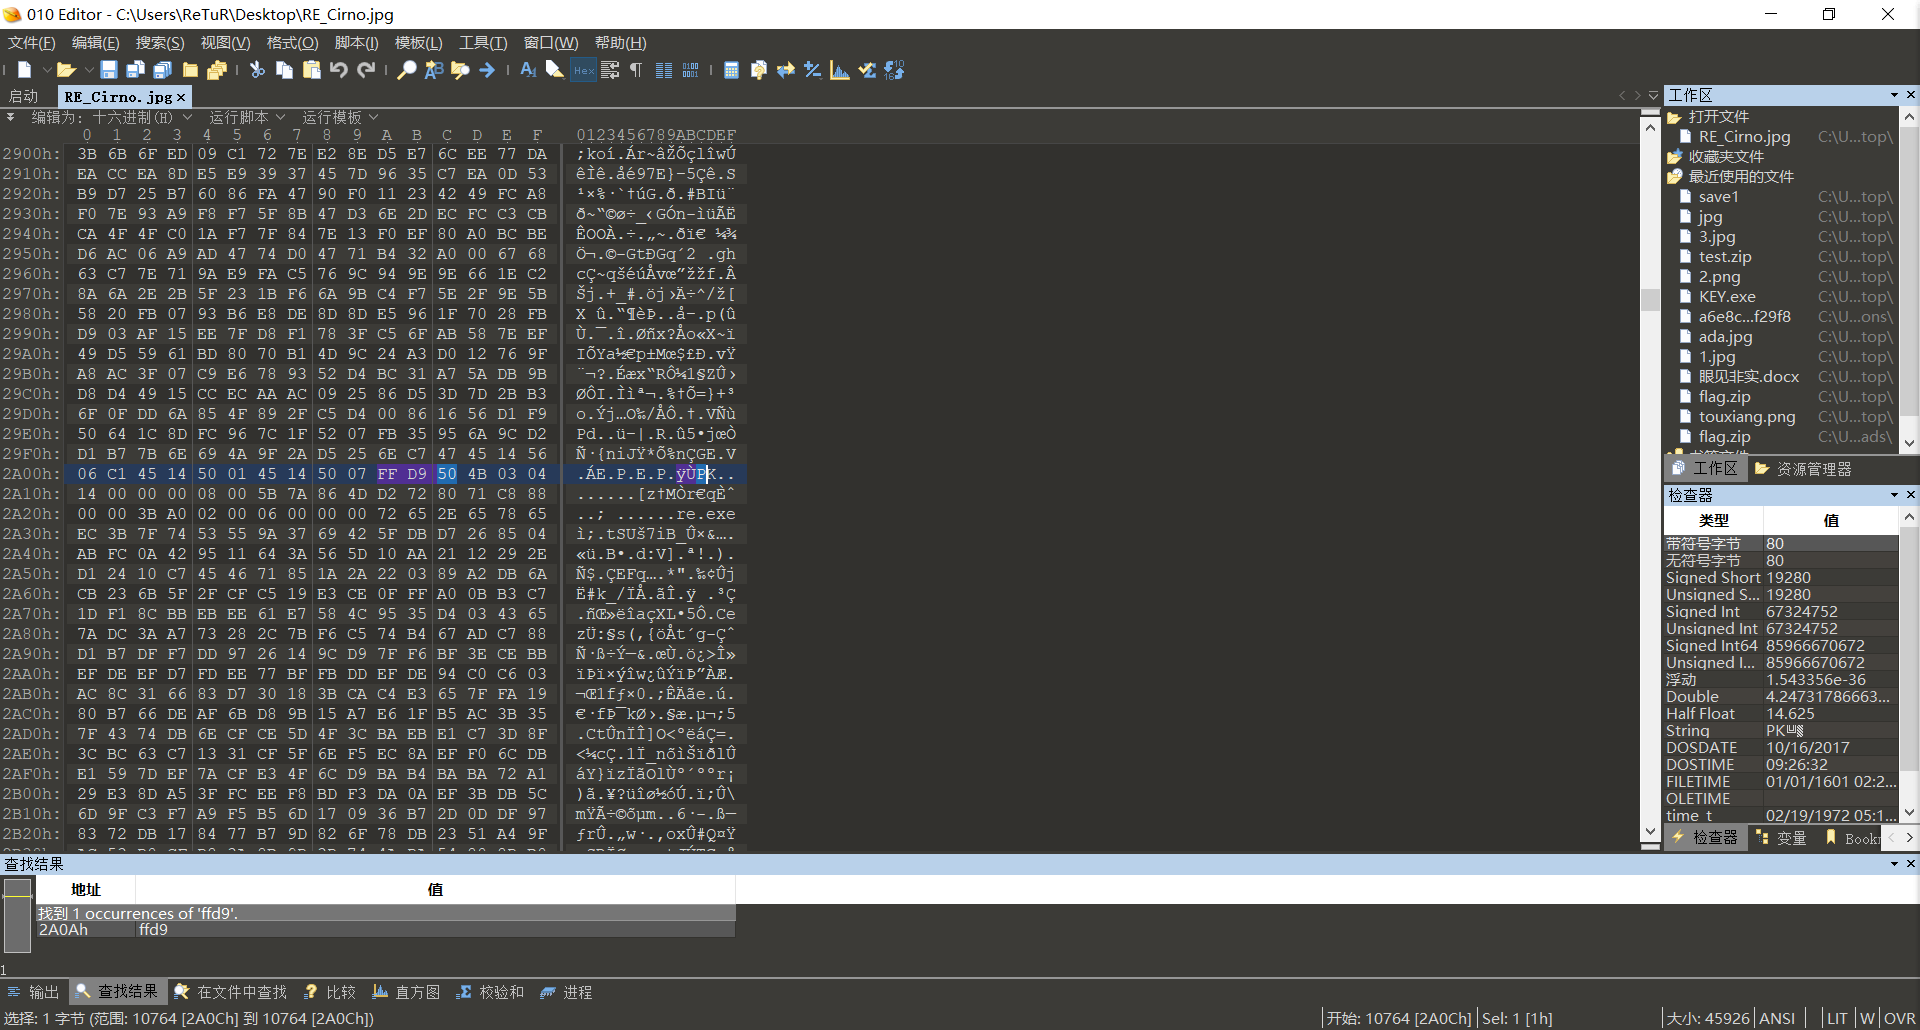 010 Editor - C:\Users\ReTuR\Desktop\RE_Cirno.jpg
文件(F) 编辑(E) 搜索(S) 视图(V) 格式(O) 脚本(I) 模板(L) 工具(T) 窗口(W) 帮助(H)
启动 RE_Cirno.jpg
编辑为: 十六进制(H) 运行脚本 运行模板
0 1 2 3 4 5 6 7 8 9 A B C D E F 0123456789ABCDEF
2900h: 3B 6B 6F ED 09 C1 72 7E E2 8E D5 E7 6C EE 77 DA ;koí.Ár~âŽÕçlîwÚ
2910h: EA CC EA 8D E5 E9 39 37 45 7D 96 35 C7 EA 0D 53 êÌê.åé97E}–5Çê.S
2920h: B9 D7 25 B7 60 86 FA 47 90 F0 11 23 42 49 FC A8 ¹×%·`†úG.ð.#BIü¨
2930h: F0 7E 93 A9 F8 F7 5F 8B 47 D3 6E 2D EC FC C3 CB ð~“©ø÷_‹GÓn-ìüÃË
2940h: CA 4F 4F C0 1A F7 7F 84 7E 13 F0 EF 80 A0 BC BE ÊOOÀ.÷.„~.ðï€ ¼¾
2950h: D6 AC 06 A9 AD 47 74 D0 47 71 B4 32 A0 00 67 68 Ö¬.©-GtÐGq´2 .gh
2960h: 63 C7 7E 71 9A E9 FA C5 76 9C 94 9E 9E 66 1E C2 cÇ~qšéúÅvœ”žžf.Â
2970h: 8A 6A 2E 2B 5F 23 1B F6 6A 9B C4 F7 5E 2F 9E 5B Šj.+_#.öj›Ä÷^/ž[
2980h: 58 20 FB 07 93 B6 E8 DE 8D 8D E5 96 1F 70 28 FB X û.“¶èÞ..å–.p(û
2990h: D9 03 AF 15 EE 7F D8 F1 78 3F C5 6F AB 58 7E EF Ù.¯.î.Øñx?Åo«X~ï
29A0h: 49 D5 59 61 BD 80 70 B1 4D 9C 24 A3 D0 12 76 9F IÕYa½€p±Mœ$£Ð.vŸ
29B0h: A8 AC 3F 07 C9 E6 78 93 52 D4 BC 31 A7 5A DB 9B ¨¬?.Éæx“RÔ¼1§ZÛ›
29C0h: D8 D4 49 15 CC EC AA AC 09 25 86 D5 3D 7D 2B B3 ØÔI.Ììª¬.%†Õ=}+³
29D0h: 6F 0F DD 6A 85 4F 89 2F C5 D4 00 86 16 56 D1 F9 o.Ýj…O‰/ÅÔ.†.VÑù
29E0h: 50 64 1C 8D FC 96 7C 1F 52 07 FB 35 95 6A 9C D2 Pd..ü–|.R.û5•jœÒ
29F0h: D1 B7 7B 6E 69 4A 9F 2A D5 25 6E C7 47 45 14 56 Ñ·{niJŸ*Õ%nÇGE.V
2A00h: 06 C1 45 14 50 01 45 14 50 07 FF D9 50 4B 03 04 .ÁE.P.E.P.ÿÙPK..
2A10h: 14 00 00 00 08 00 5B 7A 86 4D D2 72 80 71 C8 88 ......[z†MÒr€qÈˆ
2A20h: 00 00 3B A0 02 00 06 00 00 00 72 65 2E 65 78 65 ..; ......re.exe
2A30h: EC 3B 7F 74 53 55 9A 37 69 42 5F DB D7 26 85 04 ì;.tSUš7iB_Û×&….
2A40h: AB FC 0A 42 95 11 64 3A 56 5D 10 AA 21 12 29 2E «ü.B•.d:V].ª!.).
2A50h: D1 24 10 C7 45 46 71 85 1A 2A 22 03 89 A2 DB 6A Ñ$.ÇEFq….*".‰¢Ûj
2A60h: CB 23 6B 5F 2F CF C5 19 E3 CE 0F FF A0 0B B3 C7 Ë#k_/ÏÅ.ãÎ.ÿ .³Ç
2A70h: 1D F1 8C BB EB EE 61 E7 58 4C 95 35 D4 03 43 65 .ñŒ»ëîaçXL•5Ô.Ce
2A80h: 7A DC 3A A7 73 28 2C 7B F6 C5 74 B4 67 AD C7 88 zÜ:§s(,{öÅt´g-Çˆ
2A90h: D1 B7 DF F7 DD 97 26 14 9C D9 7F F6 BF 3E CE BB Ñ·ß÷Ý—&.œÙ.ö¿>Î»
2AA0h: EF DE EF D7 FD EE 77 BF FB DD EF DE 94 C0 C6 03 ïÞï×ýîw¿ûÝïÞ”ÀÆ.
2AB0h: AC 8C 31 66 83 D7 30 18 3B CA C4 E3 65 7F FA 19 ¬Œ1fƒ×0.;ÊÄãe.ú.
2AC0h: 80 B7 66 DE AF 6B D8 9B 15 A7 E6 1F B5 AC 3B 35 €·fÞ¯kØ›.§æ.µ¬;5
2AD0h: 7F 43 74 DB 6E CF CE 5D 4F 3C BA EB E1 C7 3D 8F .CtÛnÏÎ]O<ºëáÇ=.
2AE0h: 3C BC 63 C7 13 31 CF 5F 6E F5 EC 8A EF F0 6C DB <¼cÇ.1Ï_nõìŠïðlÛ
2AF0h: E1 59 7D EF 7A CF E3 4F 6C D9 BA B4 BA BA 72 A1 áY}ïzÏãOlÙº´ººr¡
2B00h: 29 E3 8D A5 3F FC EE F8 BD F3 DA 0A EF 3B DB 5C )ã.¥?üîø½óÚ.ï;Û\
2B10h: 6D 9F C3 F7 A9 F5 B5 6D 17 09 36 B7 2D 0D DF 97 mŸÃ÷©õµm..6·-.ß—
2B20h: 83 72 DB 17 84 77 B7 9D 82 6F 78 DB 23 51 A4 9F ƒrÛ.„w·.‚oxÛ#Q¤Ÿ
工作区
打开文件
RE_Cirno.jpg C:\U...top\
收藏夹文件
最近使用的文件
save1 C:\U...top\
jpg C:\U...top\
3.jpg C:\U...top\
test.zip C:\U...top\
2.png C:\U...top\
KEY.exe C:\U...top\
a6e8c...f29f8 C:\U...ons\
ada.jpg C:\U...top\
1.jpg C:\U...top\
眼见非实.docx C:\U...top\
flag.zip C:\U...top\
touxiang.png C:\U...top\
flag.zip C:\U...ads\
工作区 资源管理器
检查器
类型 值
带符号字节 80
无符号字节 80
Signed Short 19280
Unsigned S... 19280
Signed Int 67324752
Unsigned Int 67324752
Signed Int64 85966670672
Unsigned I... 85966670672
浮动 1.543356e-36
Double 4.24731786663...
Half Float 14.625
String PK
DOSDATE 10/16/2017
DOSTIME 09:26:32
FILETIME 01/01/1601 02:2...
OLETIME
time_t 02/19/1972 05:1...
检查器 变量 Bookr
查找结果
地址 值
找到 1 occurrences of 'ffd9'.
2A0Ah ffd9
1
输出 查找结果 在文件中查找 比较 直方图 校验和 进程
选择: 1 字节 (范围: 10764 [2A0Ch] 到 10764 [2A0Ch]) 开始: 10764 [2A0Ch] Sel: 1 [1h] 大小: 45926 ANSI LIT W OVR